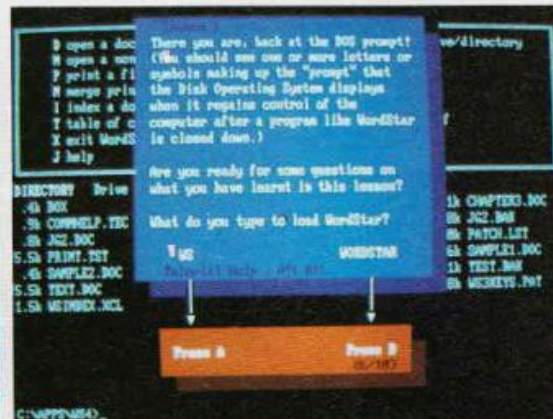 D open a doc
There you are, back at the DOS prompt!
ve/directory
N open a non
(You should see one or more letters or
P print a fi
symbols making up the "prompt" that
M merge prin
the Disk Operating System displays
I index a do
when it regains control of the
T table of c
computer after a program like WordStar
f
X exit WordS
is closed down.)
J help
Are you ready for some questions on
what you have learnt in this lesson?
DIRECTORY Drive
What do you type to load WordStar?
.4k BOX
1k CHAPTER3.DOC
.9k COMMHELP.TEC
8k JG2.BAK
.8k JG2.DOC
8k PATCH.LST
5.5k PRINT.TST
WS WORDSTAR
6k SAMPLE1.DOC
.4k SAMPLE2.DOC
1k TEST.BAK
5.5k TEXT.DOC
8k WS3KEYS.PAT
1.5k WSINDEX.XCL
Press A Press B
C:\APPS\WS4>_